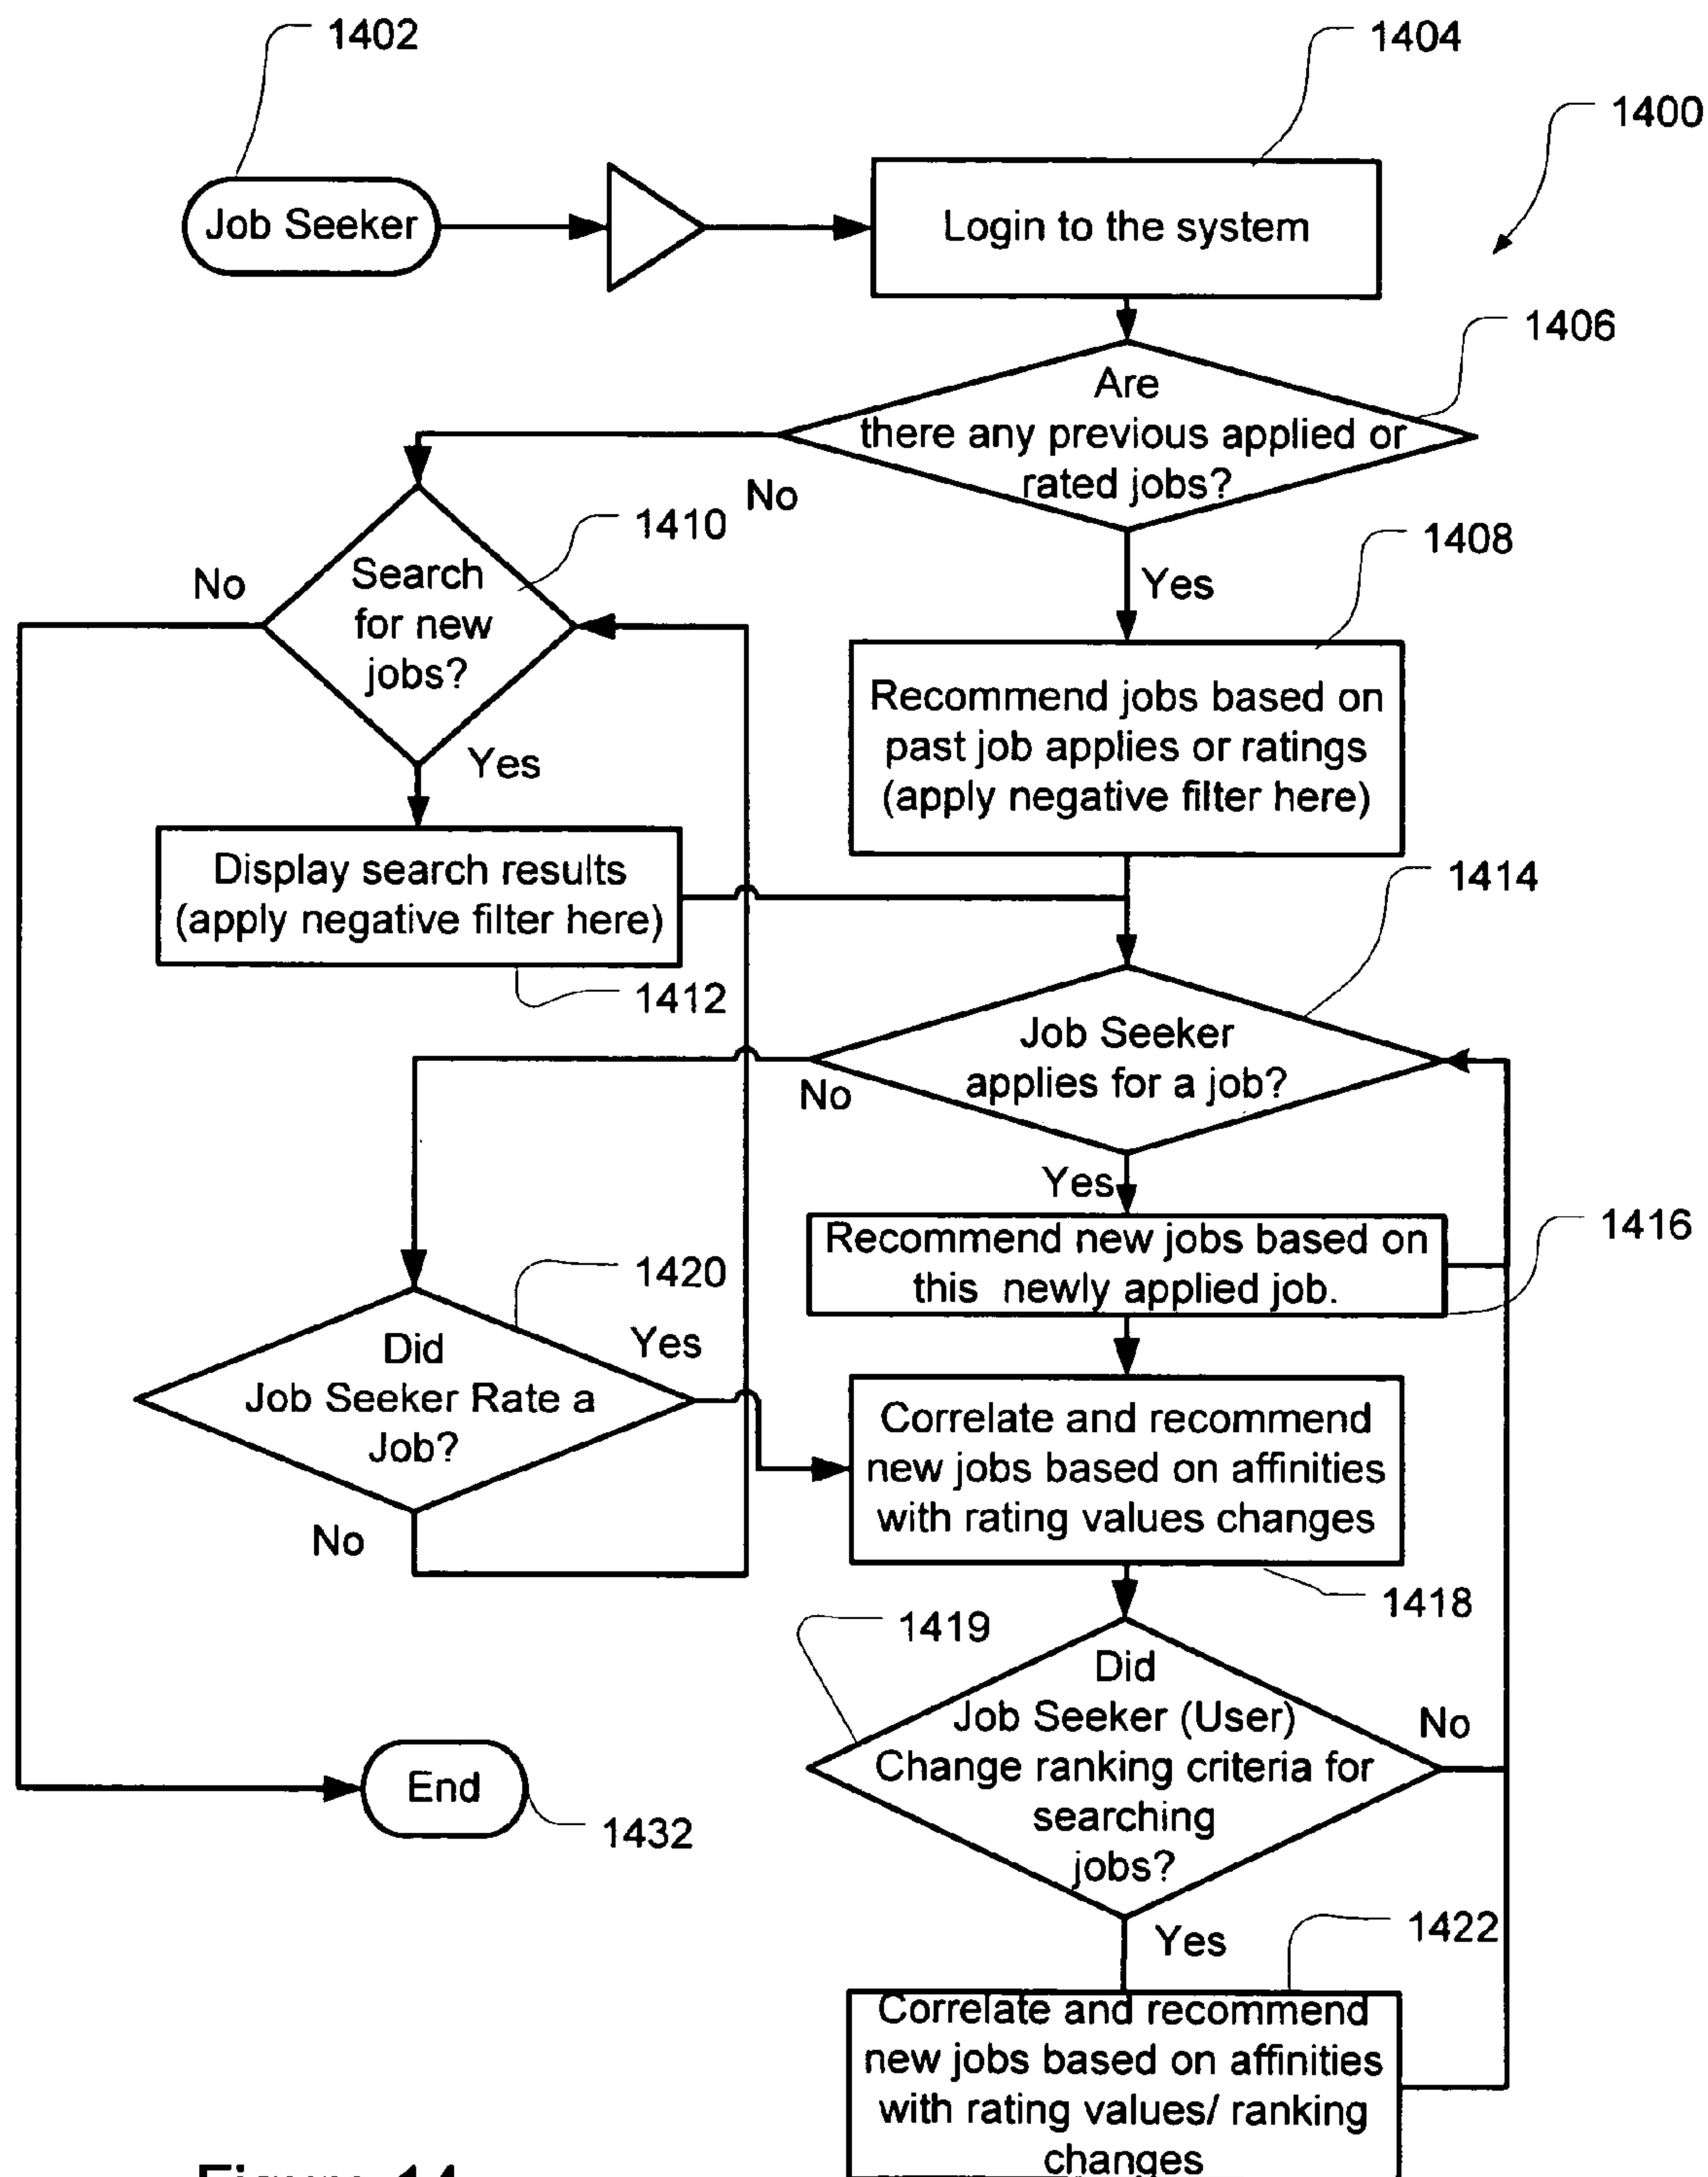 1402
1404
1400
Job Seeker
Login to the system
1406
Are
there any previous applied or
rated jobs?
No
1410
1408
Search
for new
jobs?
No
Yes
Yes
Recommend jobs based on
past job applies or ratings
(apply negative filter here)
Display search results
(apply negative filter here)
1412
1414
Job Seeker
applies for a job?
No
Yes
Recommend new jobs based on
this newly applied job.
1416
1420
Did
Job Seeker Rate a
Job?
Yes
No
Correlate and recommend
new jobs based on affinities
with rating values changes
1418
1419
Did
Job Seeker (User)
Change ranking criteria for
searching
jobs?
No
Yes
End
1432
1422
Correlate and recommend
new jobs based on affinities
with rating values/ ranking
changes
Figure 14